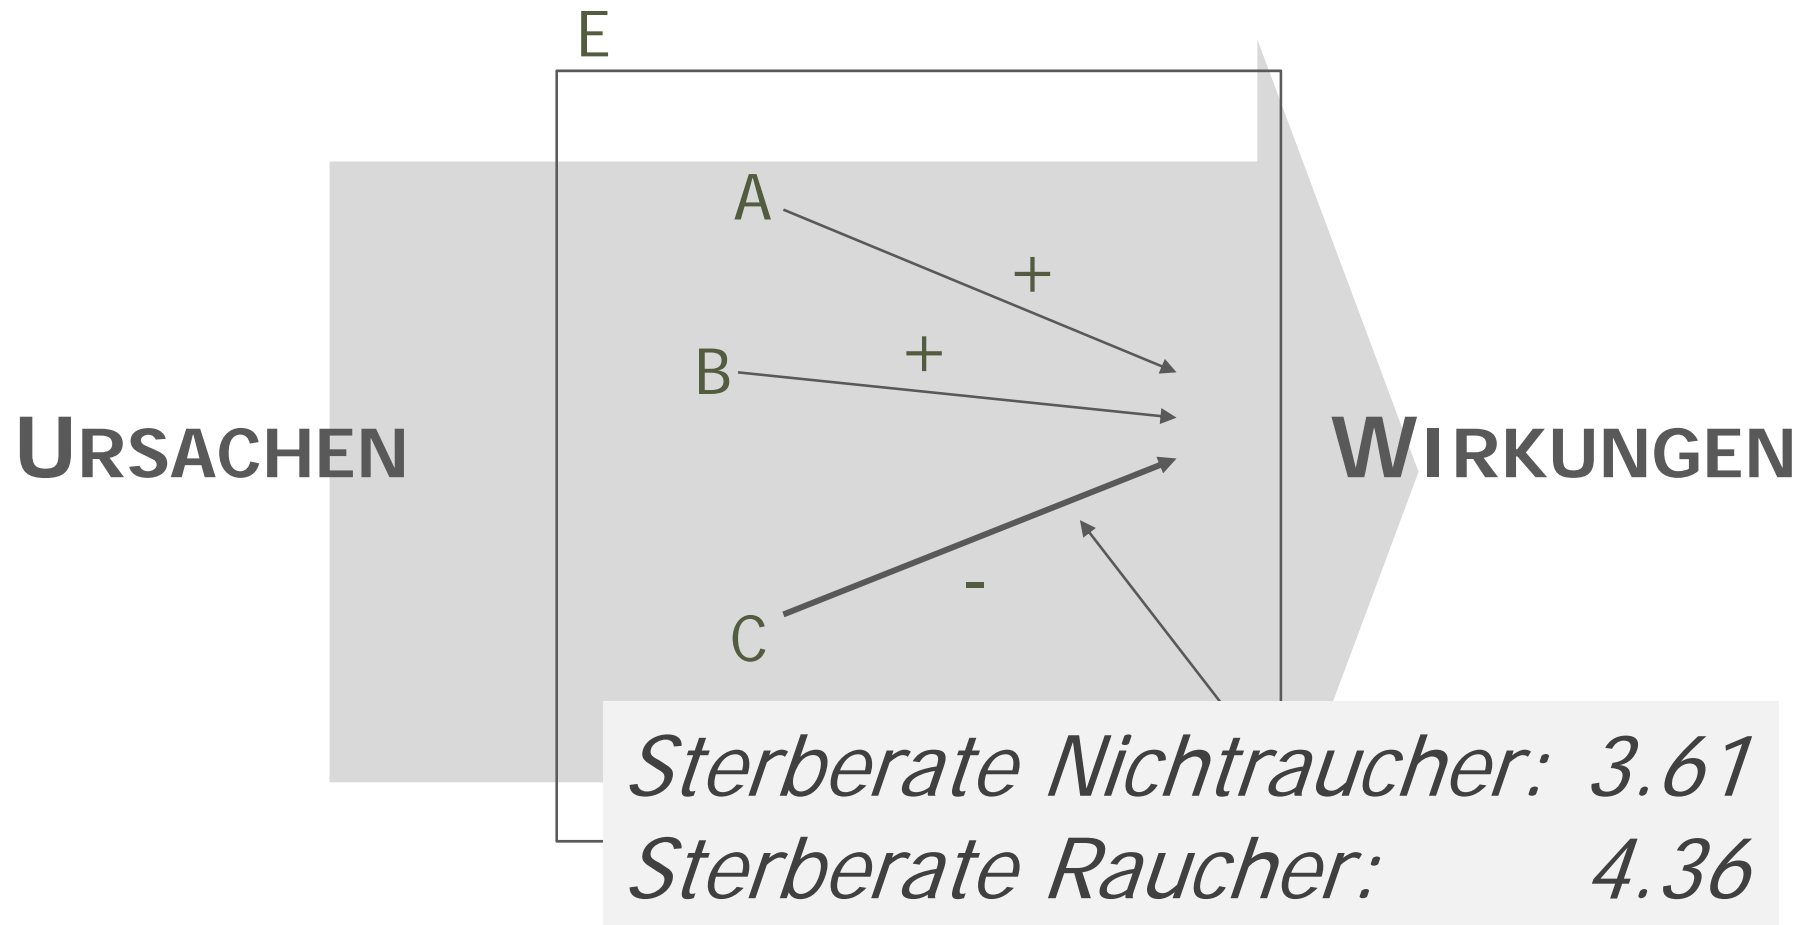 E
A
+
B
+
URSACHEN
WIRKUNGEN
-
C
Sterberate Nichtraucher: 3.61
Sterberate Raucher: 4.36